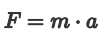 F = m · a